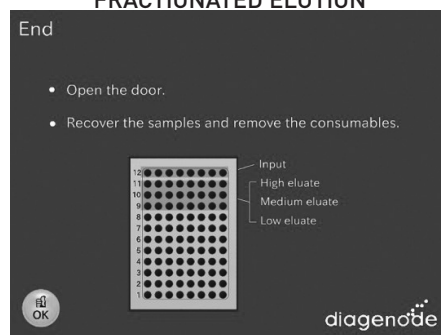 FRACTIONATED ELUTION
End
• Open the door.
• Recover the samples and remove the consumables.
Input
High eluate
Medium eluate
Low eluate
12
11
10
9
8
7
6
5
4
3
2
1
OK
diagenode